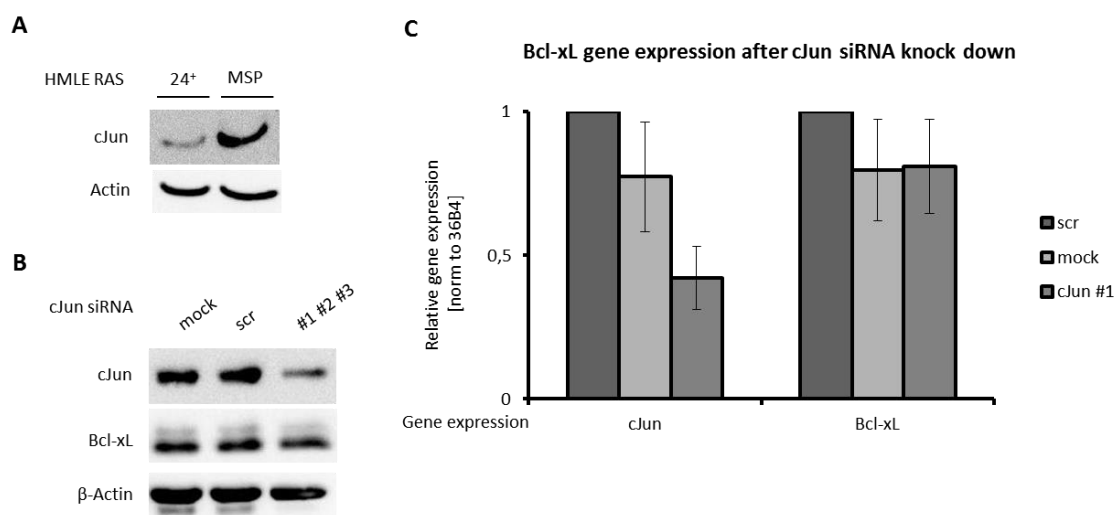 A
HMLE RAS 24⁺ MSP
cJun
Actin
B
cJun siRNA mock scr #1 #2 #3
cJun
Bcl-xL
β-Actin
C
Bcl-xL gene expression after cJun siRNA knock down
Relative gene expression
[norm to 36B4]
1
0,5
0
Gene expression cJun Bcl-xL
scr
mock
cJun #1